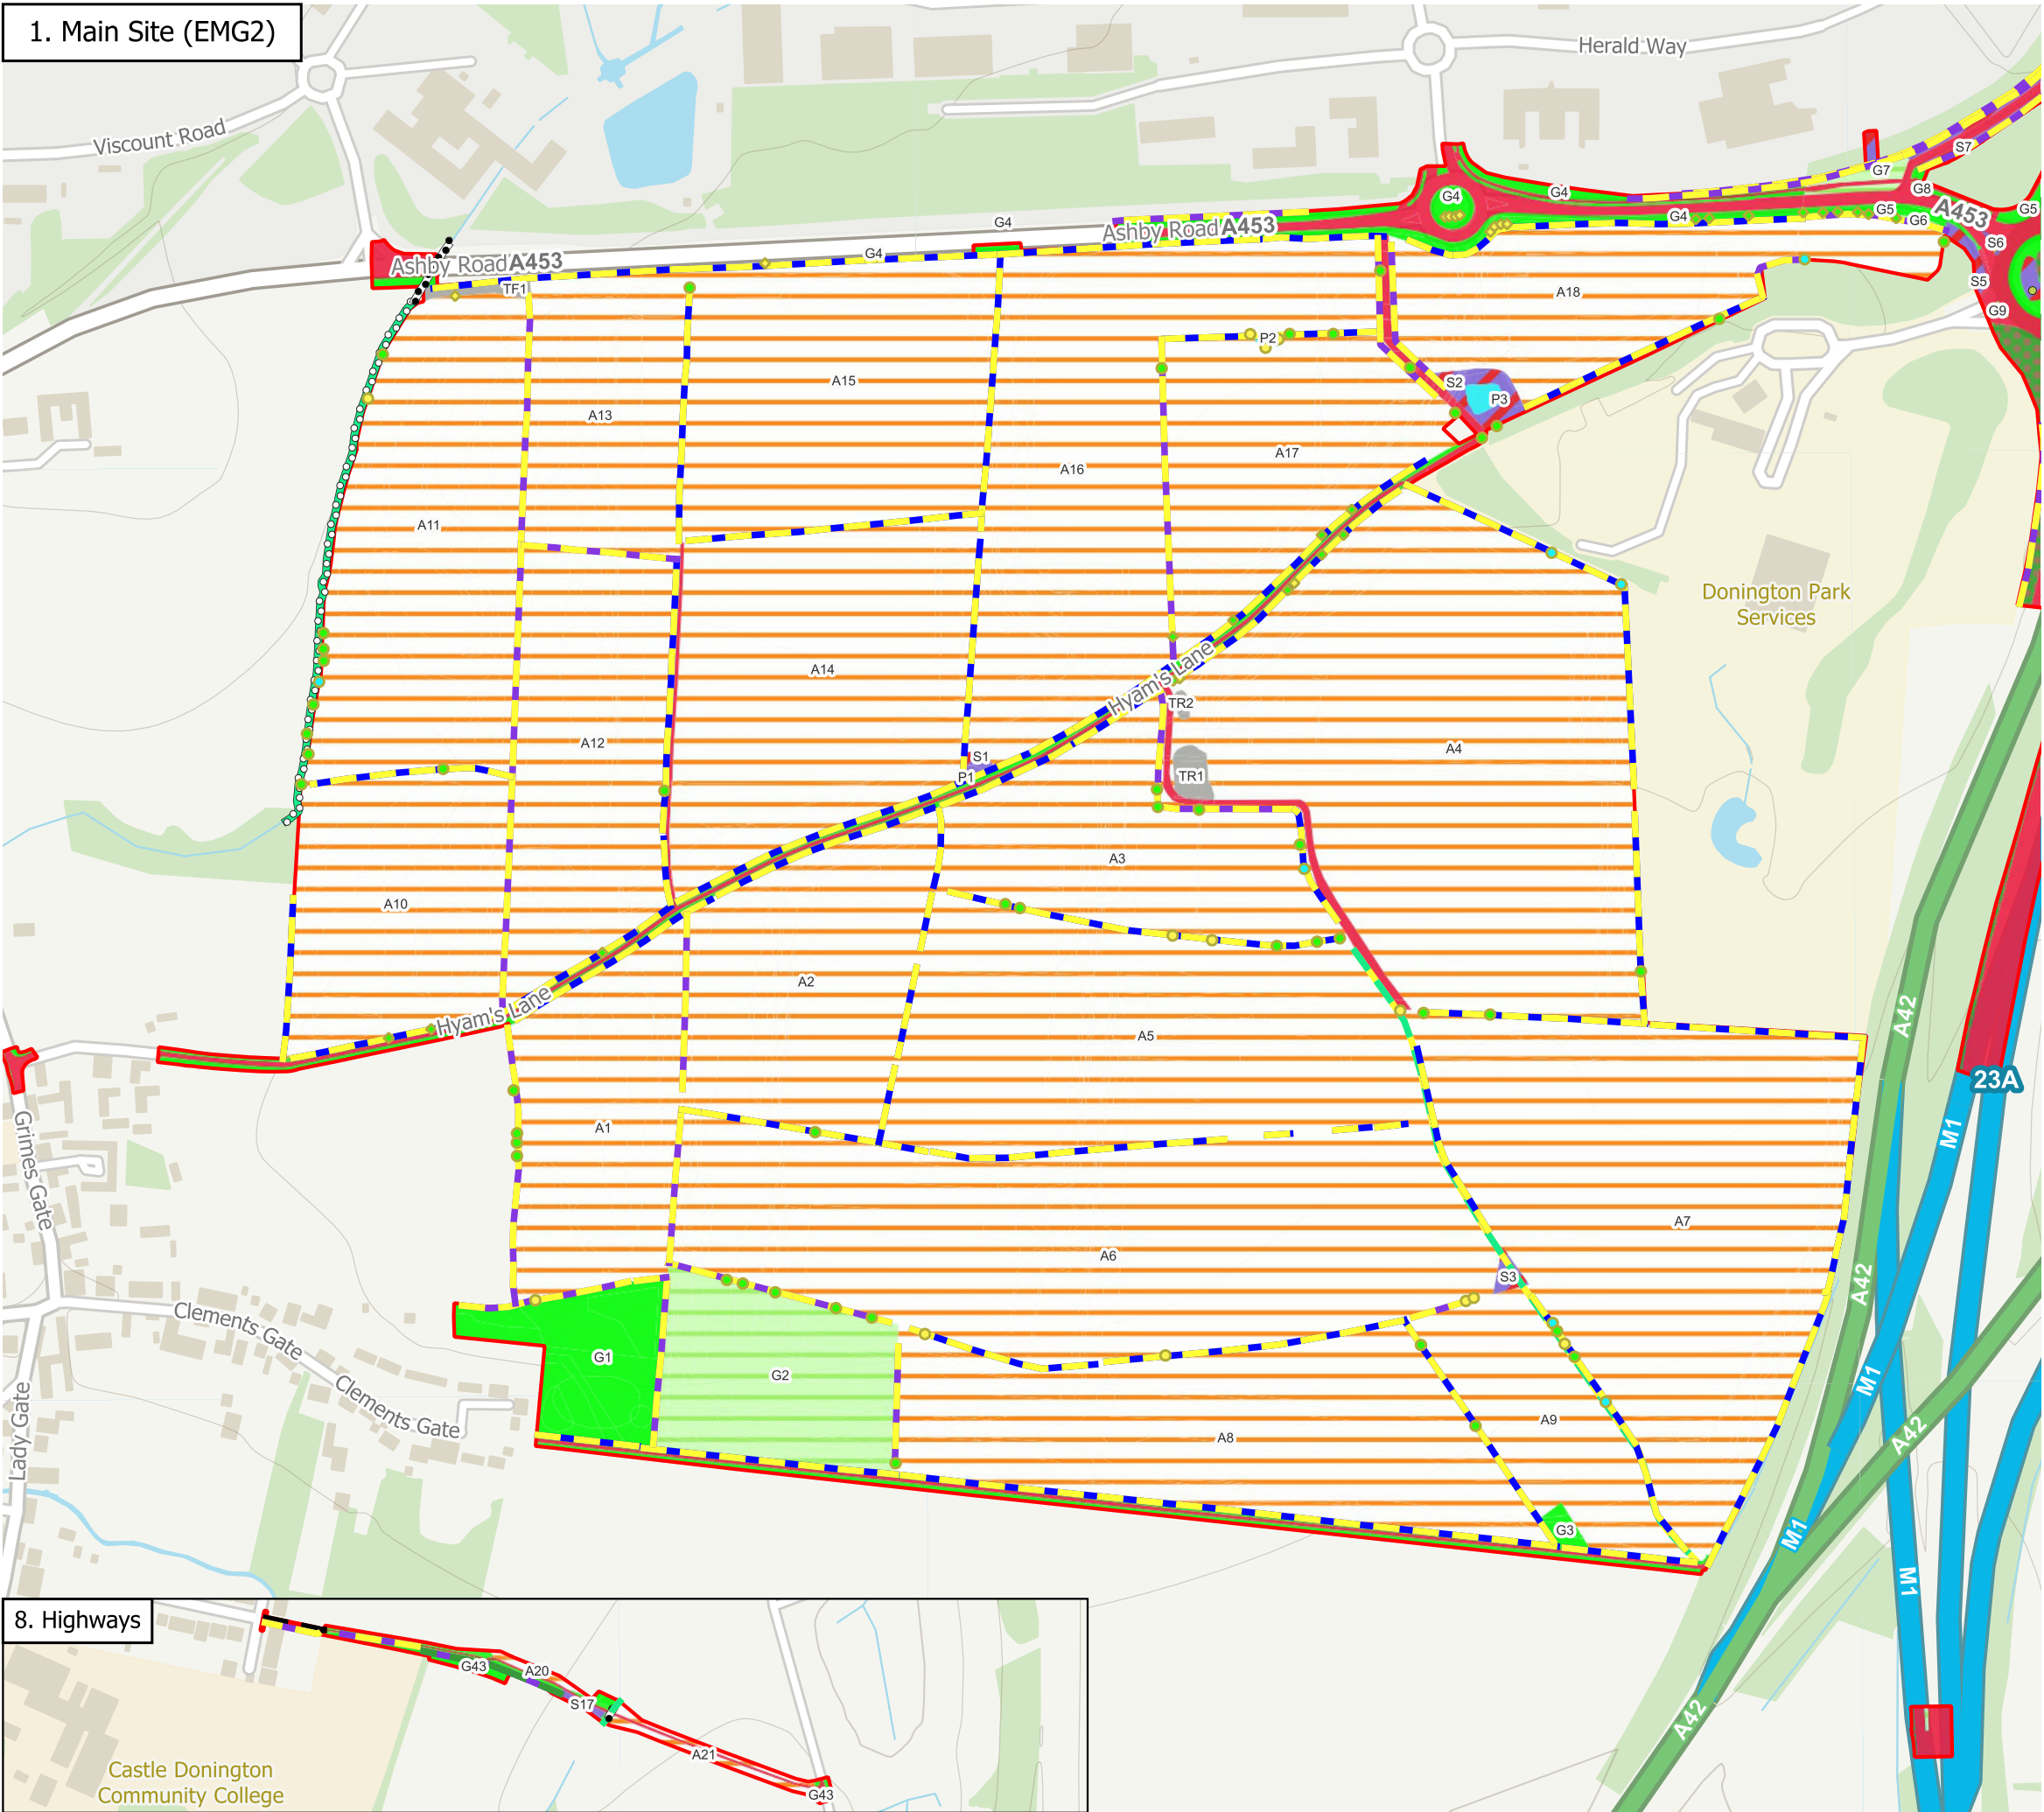 1. Main Site (EMG2)
Herald Way
Viscount Road
S7
G7
G8
G4
G4
G4
G5
G5
G6
A453
G4
Ashby Road A453
S6
G4
Ashby Road A453
S5
TF1
A18
G9
P2
A15
S2
P3
A13
A17
A16
A11
Donington Park
Services
A14
Hyam's Lane
TR2
A12
A4
S1
P1
TR1
A3
A10
A2
Hyam's Lane
A42
A5
23A
A1
M1
Grimes Gate
A7
A6
S3
A42
Clements Gate
G1
G2
M1
Clements Gate
Lady Gate
A9
A8
A42
G3
M1
M1
8. Highways
G43
A20
S17
A42
A21
Castle Donington
Community College
G43